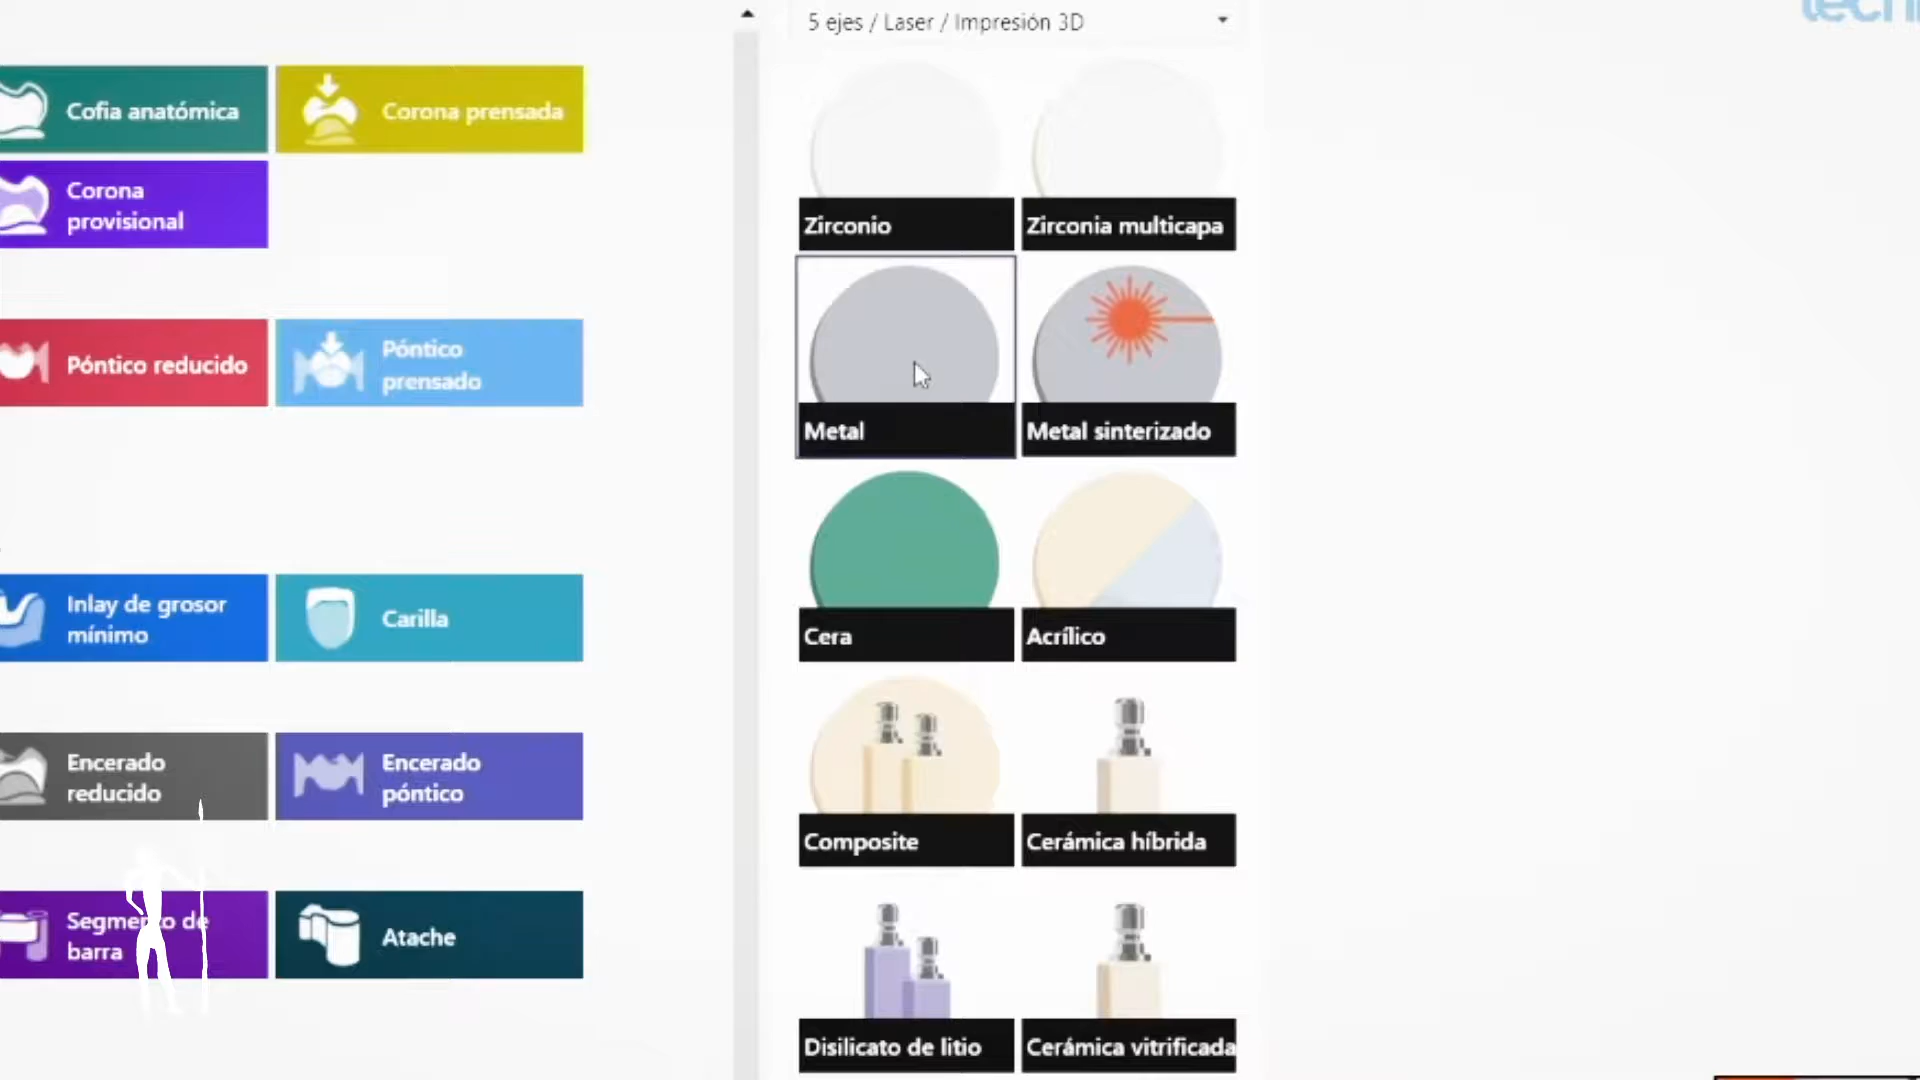 5 ejes / Laser / Impresión 3D
Cofia anatómica
Corona prensada
Corona
provisional
Póntico reducido
Póntico
prensado
Inlay de grosor
mínimo
Carilla
Encerado
reducido
Encerado
póntico
Segmento de
barra
Atache
Zirconio
Zirconia multicapa
Metal
Metal sinterizado
Cera
Acrílico
Composite
Cerámica híbrida
Disilicato de litio
Cerámica vitrificada